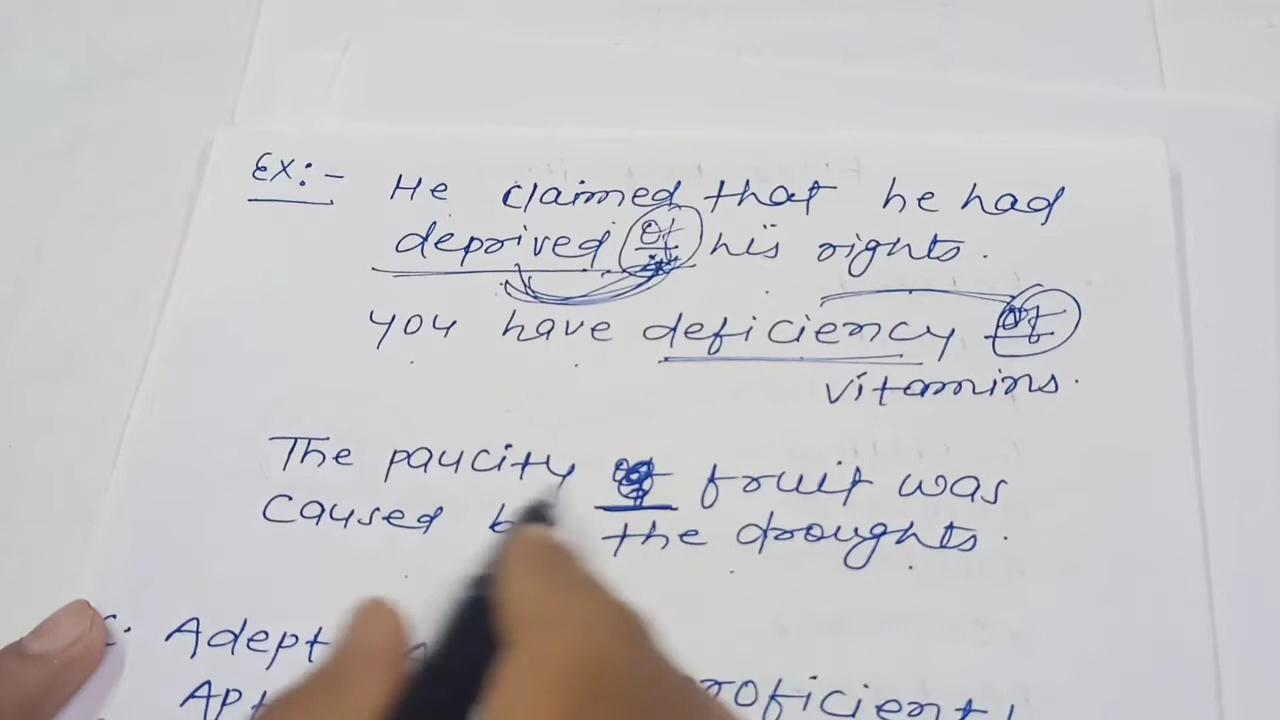 Ex:- He claimed that he had
deprived of his rights.
you have deficiency of
vitamins.
The paucity of fruit was
caused the droughts.
Adept
roficient